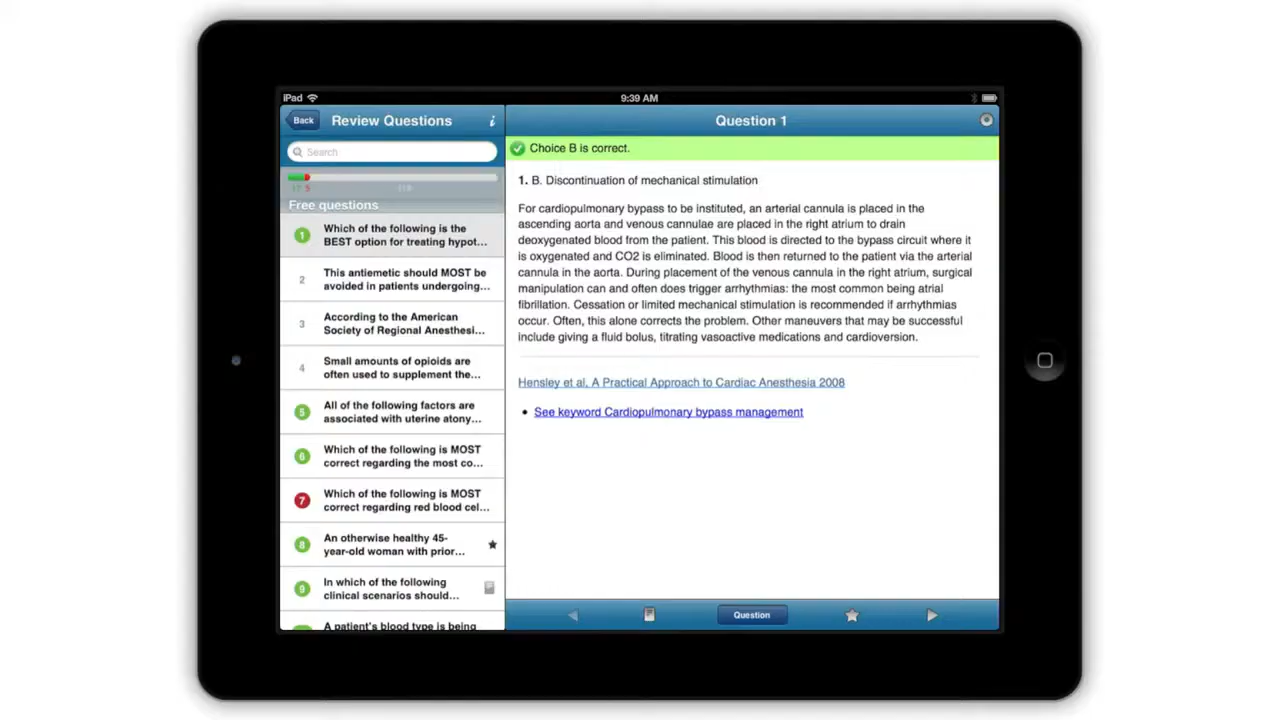 iPad
9:39 AM
Back
Review Questions
i
Question 1
Search
Choice B is correct.
Free questions
1
Which of the following is the
BEST option for treating hypot...
2
This antiemetic should MOST be
avoided in patients undergoing...
3
According to the American
Society of Regional Anesthesi...
4
Small amounts of opioids are
often used to supplement the...
5
All of the following factors are
associated with uterine atony...
6
Which of the following is MOST
correct regarding the most co...
7
Which of the following is MOST
correct regarding red blood cel...
8
An otherwise healthy 45-
year-old woman with prior...
9
In which of the following
clinical scenarios should...
A patient's blood type is being
1. B. Discontinuation of mechanical stimulation
For cardiopulmonary bypass to be instituted, an arterial cannula is placed in the
ascending aorta and venous cannulae are placed in the right atrium to drain
deoxygenated blood from the patient. This blood is directed to the bypass circuit where it
is oxygenated and CO2 is eliminated. Blood is then returned to the patient via the arterial
cannula in the aorta. During placement of the venous cannula in the right atrium, surgical
manipulation can and often does trigger arrhythmias: the most common being atrial
fibrillation. Cessation or limited mechanical stimulation is recommended if arrhythmias
occur. Often, this alone corrects the problem. Other maneuvers that may be successful
include giving a fluid bolus, titrating vasoactive medications and cardioversion.
Hensley et al, A Practical Approach to Cardiac Anesthesia 2008
• See keyword Cardiopulmonary bypass management
Question